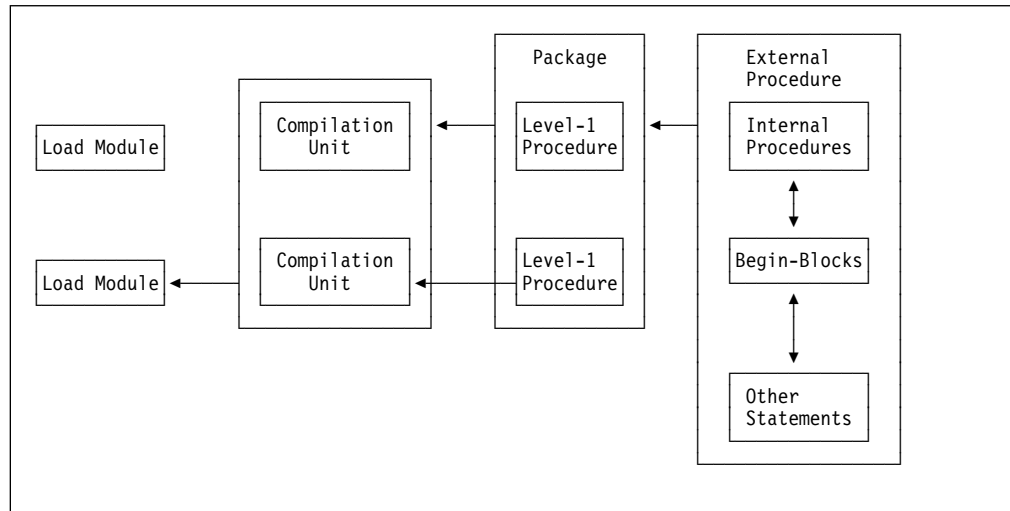 Package
External
Procedure
Compilation
Unit
Level-1
Procedure
Internal
Procedures
Load Module
Begin-Blocks
Compilation
Unit
Level-1
Procedure
Load Module
Other
Statements